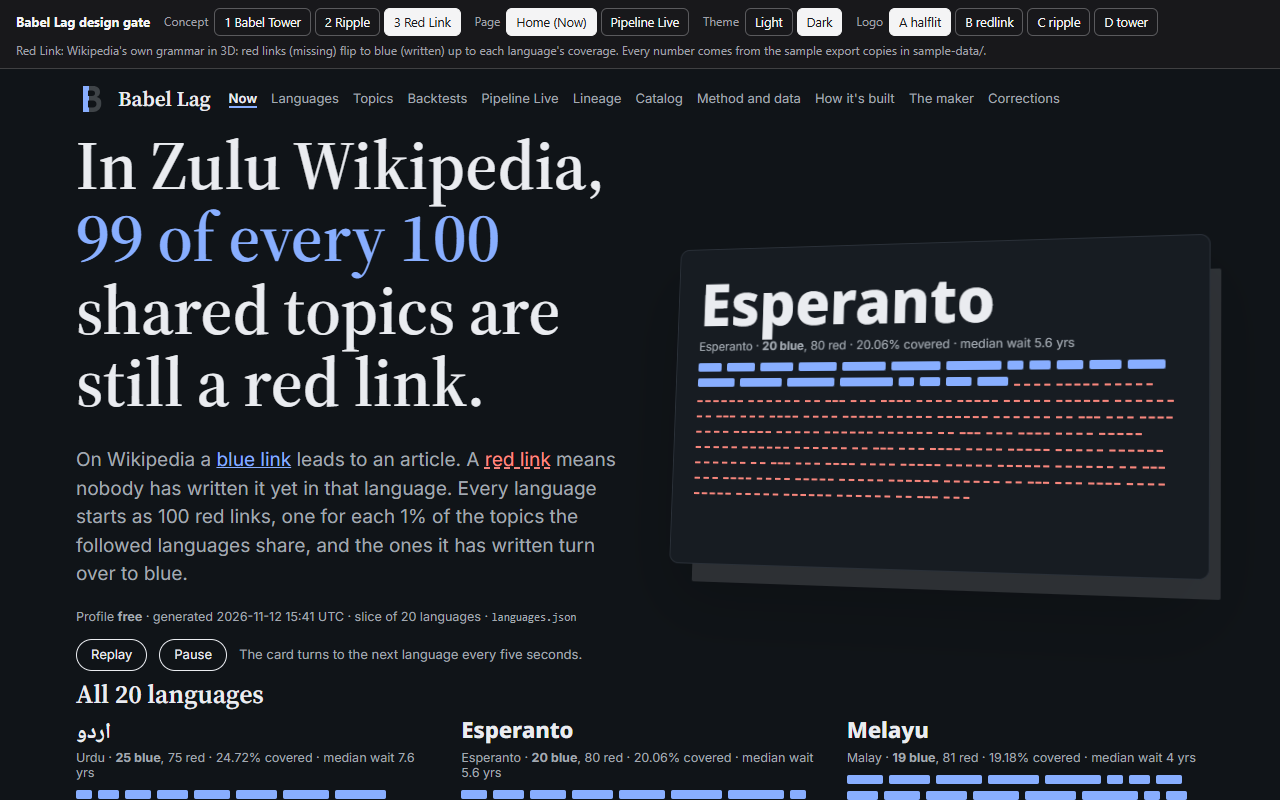 Babel Lag design gate Concept 1 Babel Tower 2 Ripple 3 Red Link Page Home (Now) Pipeline Live Theme Light Dark Logo A halflit B redlink C ripple D tower
Red Link: Wikipedia's own grammar in 3D: red links (missing) flip to blue (written) up to each language's coverage. Every number comes from the sample export copies in sample-data/.
B Babel Lag Now Languages Topics Backtests Pipeline Live Lineage Catalog Method and data How it's built The maker Corrections
In Zulu Wikipedia,
99 of every 100
shared topics are
still a red link.
On Wikipedia a blue link leads to an article. A red link means
nobody has written it yet in that language. Every language
starts as 100 red links, one for each 1% of the topics the
followed languages share, and the ones it has written turn
over to blue.
Profile free · generated 2026-11-12 15:41 UTC · slice of 20 languages · languages.json
Replay Pause The card turns to the next language every five seconds.
Esperanto
Esperanto · 20 blue, 80 red · 20.06% covered · median wait 5.6 yrs
All 20 languages
اردو
Urdu · 25 blue, 75 red · 24.72% covered · median wait 7.6
yrs
Esperanto
Esperanto · 20 blue, 80 red · 20.06% covered · median wait
5.6 yrs
Melayu
Malay · 19 blue, 81 red · 19.18% covered · median wait 4 yrs